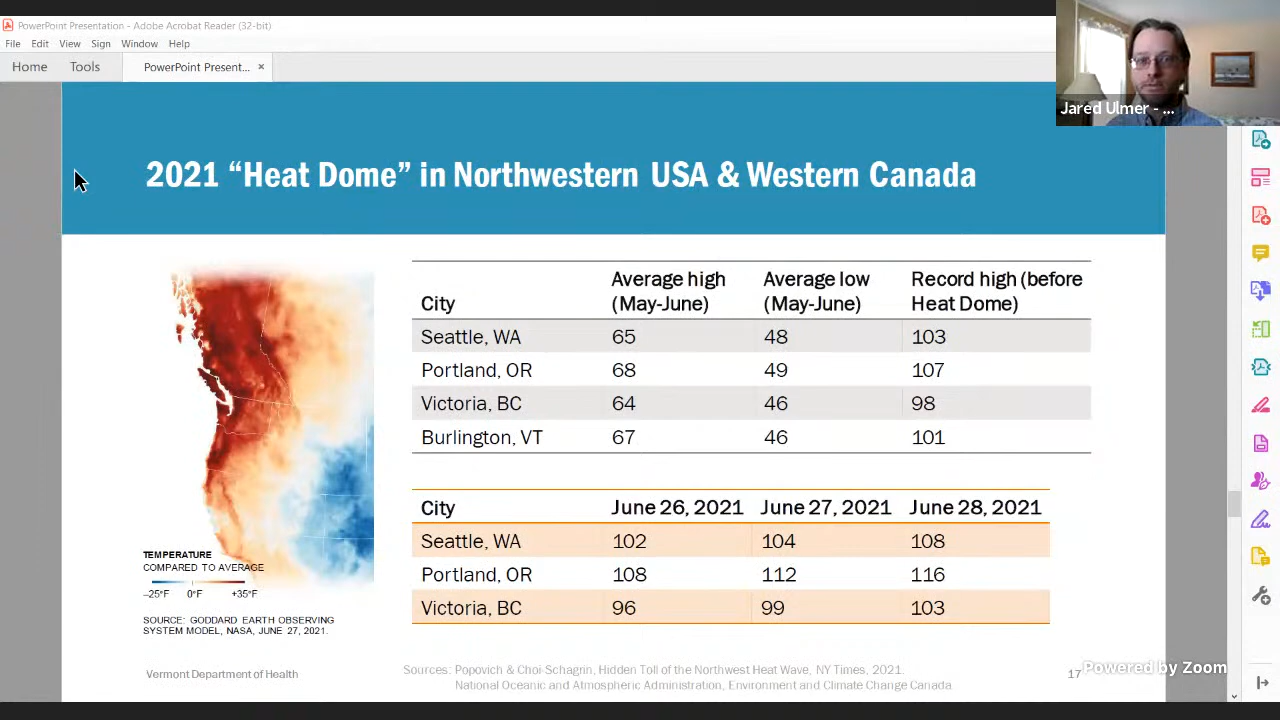 PowerPoint Presentation - Adobe Acrobat Reader (32-bit)
File Edit View Sign Window Help
Home Tools PowerPoint Present... ×
Jared Ulmer - ...
2021 “Heat Dome” in Northwestern USA & Western Canada
City Average high (May-June) Average low (May-June) Record high (before Heat Dome)
Seattle, WA 65 48 103
Portland, OR 68 49 107
Victoria, BC 64 46 98
Burlington, VT 67 46 101
City June 26, 2021 June 27, 2021 June 28, 2021
Seattle, WA 102 104 108
Portland, OR 108 112 116
Victoria, BC 96 99 103
TEMPERATURE
COMPARED TO AVERAGE
–25°F 0°F +35°F
SOURCE: GODDARD EARTH OBSERVING
SYSTEM MODEL, NASA, JUNE 27, 2021.
Vermont Department of Health
Sources: Popovich & Choi-Schagrin, Hidden Toll of the Northwest Heat Wave, NY Times, 2021.
National Oceanic and Atmospheric Administration, Environment and Climate Change Canada.
17
Powered by Zoom